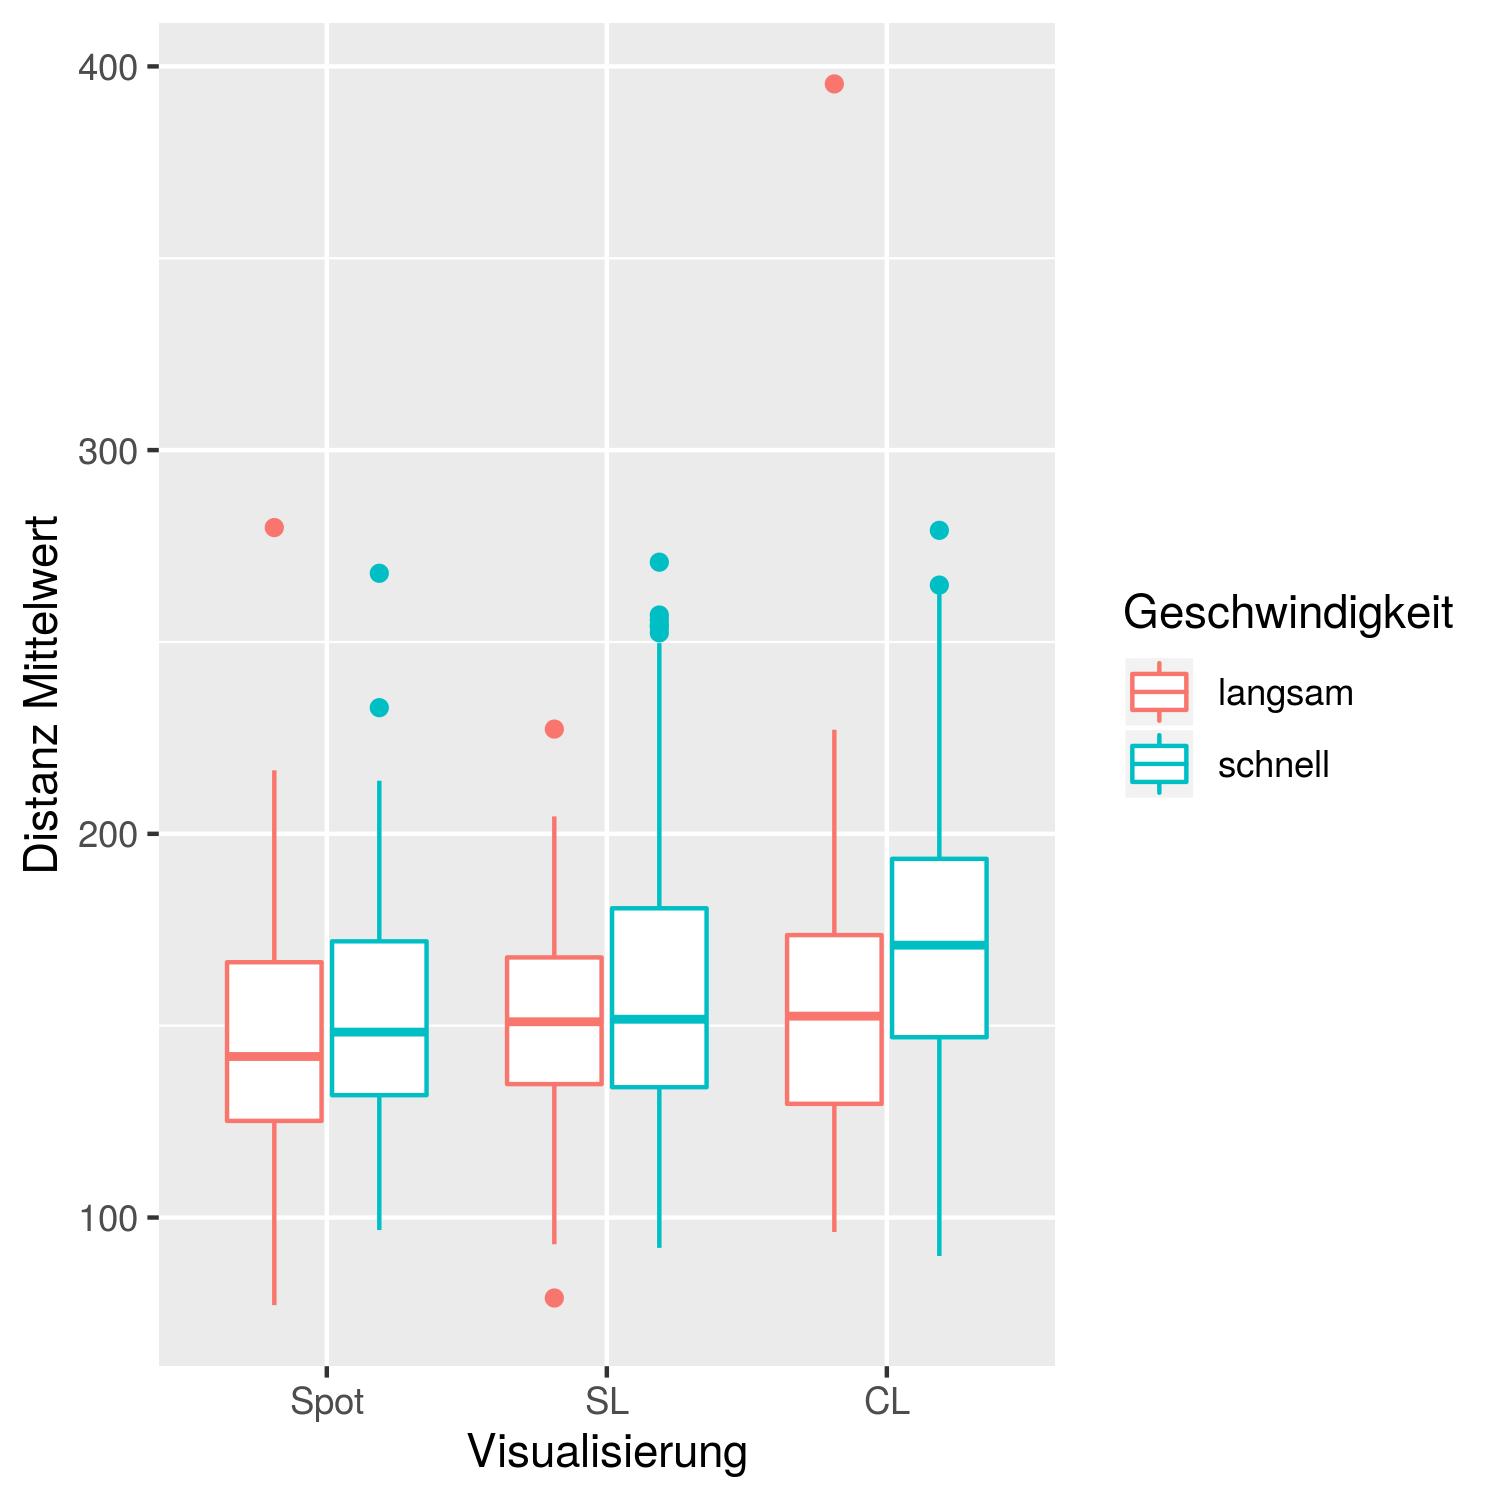 400
300
200
100
Distanz Mittelwert
Spot SL CL
Visualisierung
Geschwindigkeit
langsam
schnell